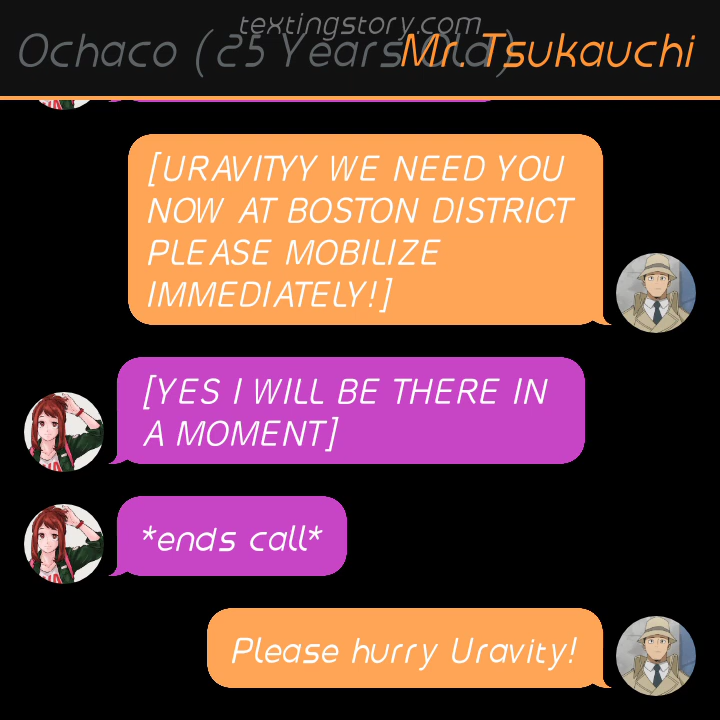 textingstory.com
Ochaco (25 Years Old)
Mr. Tsukauchi
[URAVITYY WE NEED YOU
NOW AT BOSTON DISTRICT
PLEASE MOBILIZE
IMMEDIATELY!]
[YES I WILL BE THERE IN
A MOMENT]
*ends call*
Please hurry Uravity!